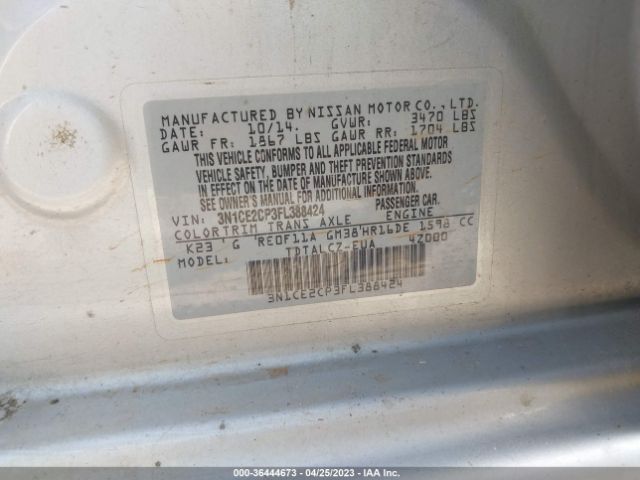 MANUFACTURED BY NISSAN MOTOR CO., LTD.
DATE: 10/14. GVWR: 3470 LBS
GAWR FR: 1867 LBS GAWR RR: 1704 LBS
THIS VEHICLE CONFORMS TO ALL APPLICABLE FEDERAL MOTOR
VEHICLE SAFETY, BUMPER AND THEFT PREVENTION STANDARDS
IN EFFECT ON THE DATE OF MANUFACTURE SHOWN ABOVE.
SEE OWNER'S MANUAL FOR ADDITIONAL INFORMATION.
VIN: 3N1CE2CP3FL388424 PASSENGER CAR.
COLOR TRIM TRANS AXLE ENGINE
K23 G RE0F11A GM38 HR16DE 1598 CC
MODEL: TDTALCZ-EUA 42000
3N1CE2CP3FL388424
000-36444673 - 04/25/2023 - IAA Inc.